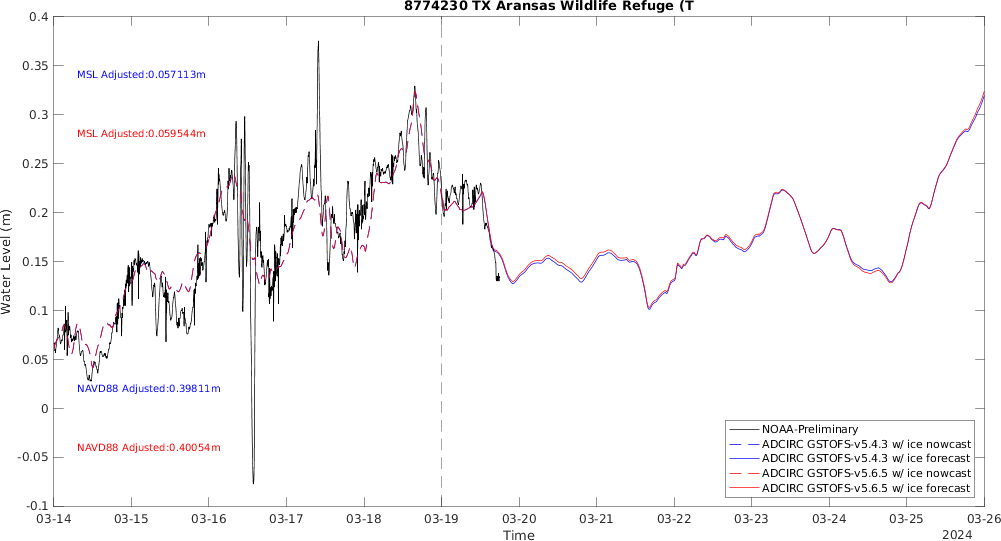 8774230 TX Aransas Wildlife Refuge (T
0.4
0.35
0.3
0.25
0.2
0.15
0.1
0.05
0
-0.05
-0.1
Water Level (m)
MSL Adjusted:0.057113m
MSL Adjusted:0.059544m
NAVD88 Adjusted:0.39811m
NAVD88 Adjusted:0.40054m
NOAA-Preliminary
ADCIRC GSTOFS-v5.4.3 w/ ice nowcast
ADCIRC GSTOFS-v5.4.3 w/ ice forecast
ADCIRC GSTOFS-v5.6.5 w/ ice nowcast
ADCIRC GSTOFS-v5.6.5 w/ ice forecast
03-14 03-15 03-16 03-17 03-18 03-19 03-20 03-21 03-22 03-23 03-24 03-25 03-26
Time
2024